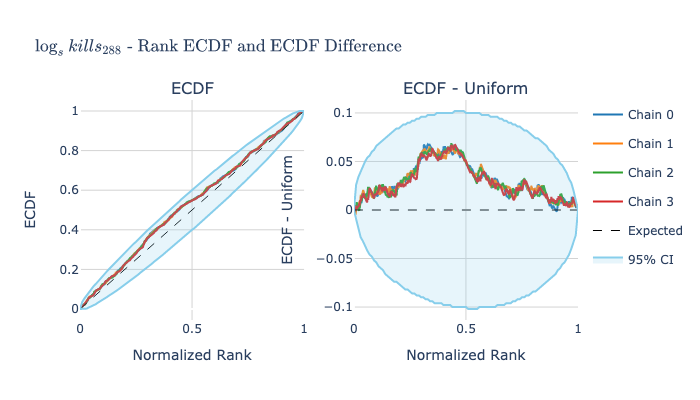 log_s kills_288 - Rank ECDF and ECDF Difference
ECDF
ECDF - Uniform
1
0.8
0.6
0.4
0.2
0
ECDF
0
0.5
1
Normalized Rank
0.1
0.05
0
−0.05
−0.1
ECDF - Uniform
0
0.5
1
Normalized Rank
Chain 0
Chain 1
Chain 2
Chain 3
Expected
95% CI